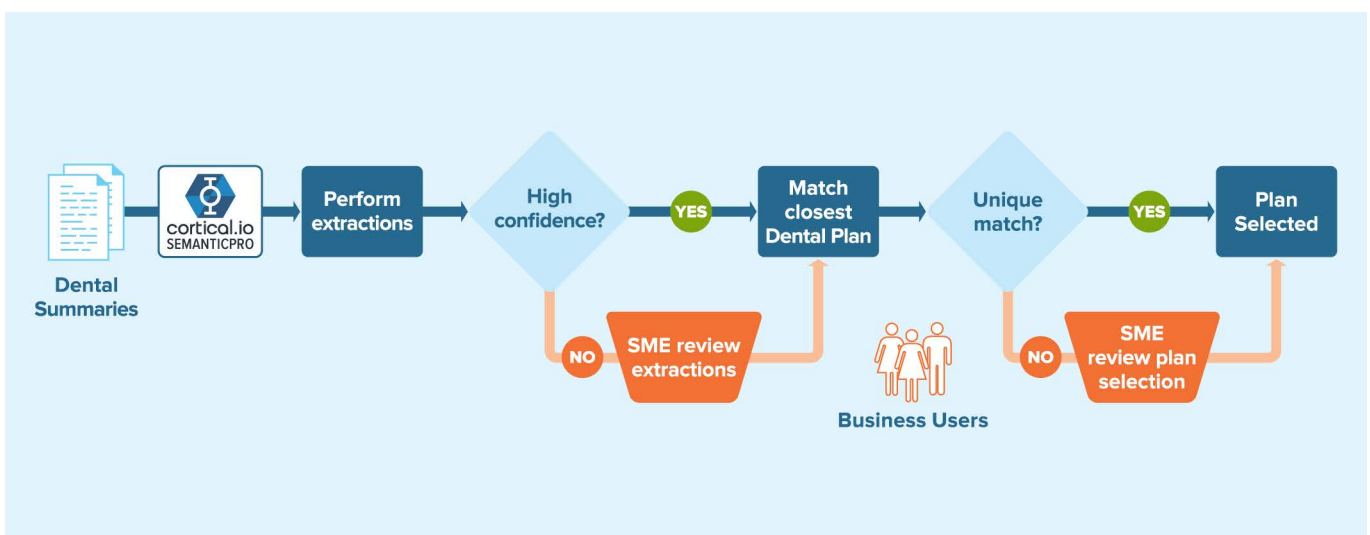 Dental
Summaries
cortical.io
SEMANTICPRO
Perform
extractions
High
confidence?
YES
NO
SME review
extractions
Match
closest
Dental Plan
Business Users
Unique
match?
YES
NO
SME
review plan
selection
Plan
Selected